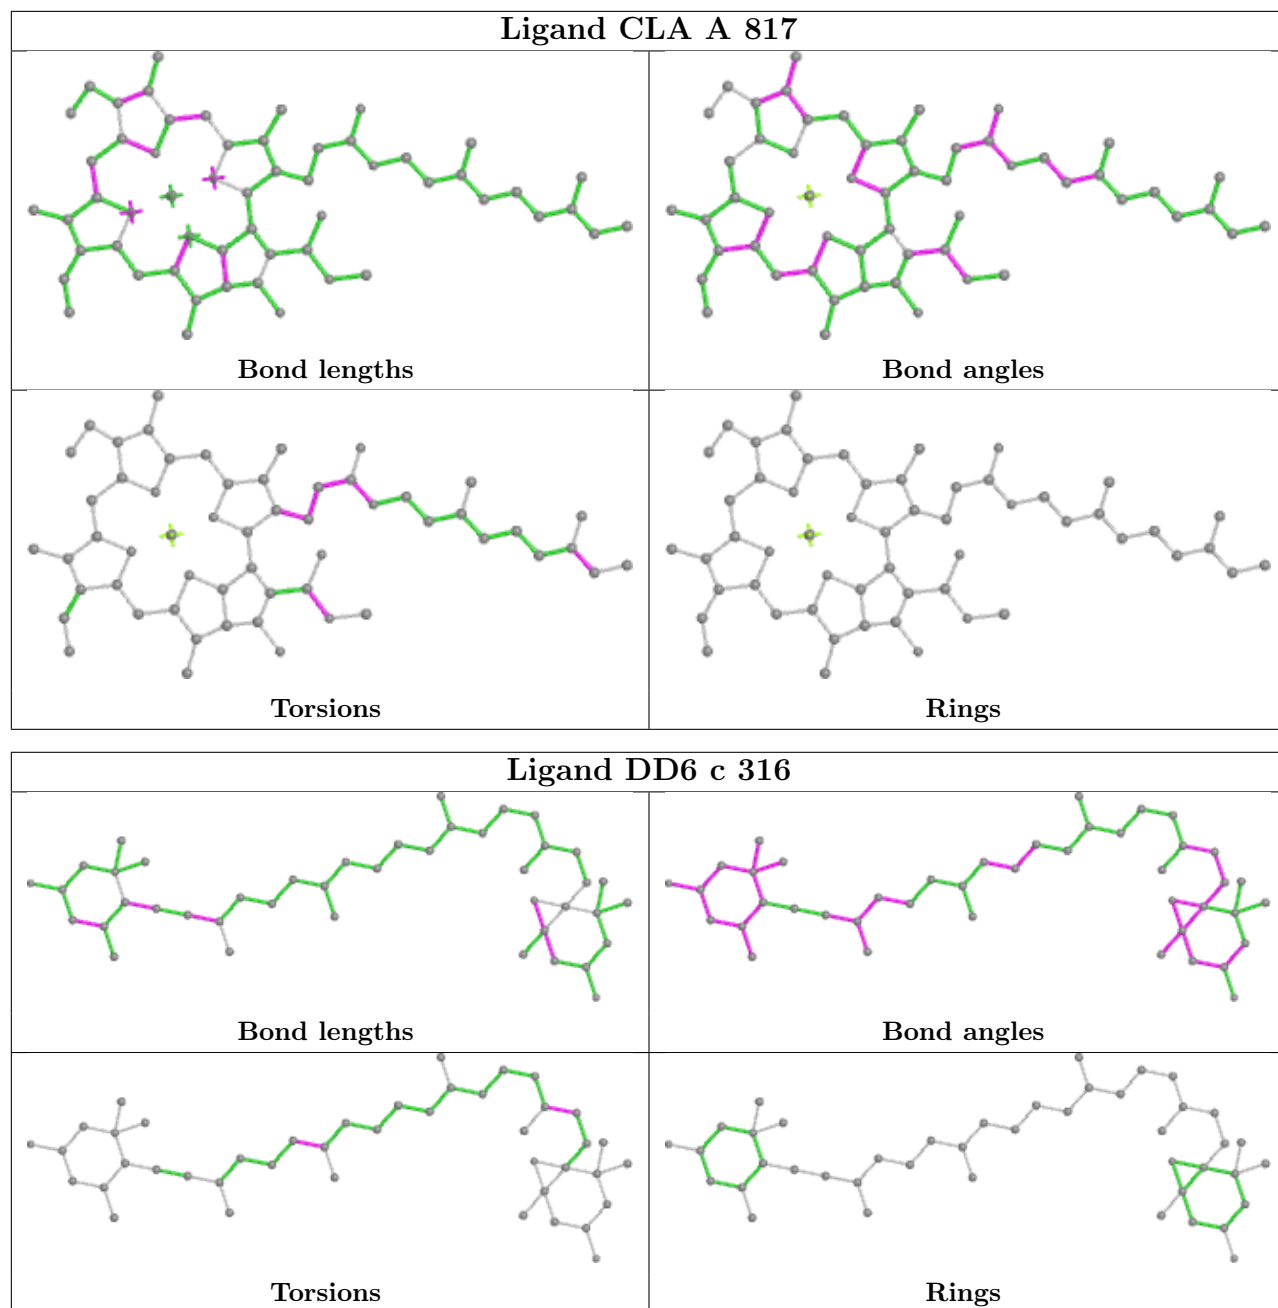 Ligand CLA A 817
Bond lengths
Bond angles
Torsions
Rings
Ligand DD6 c 316
Bond lengths
Bond angles
Torsions
Rings